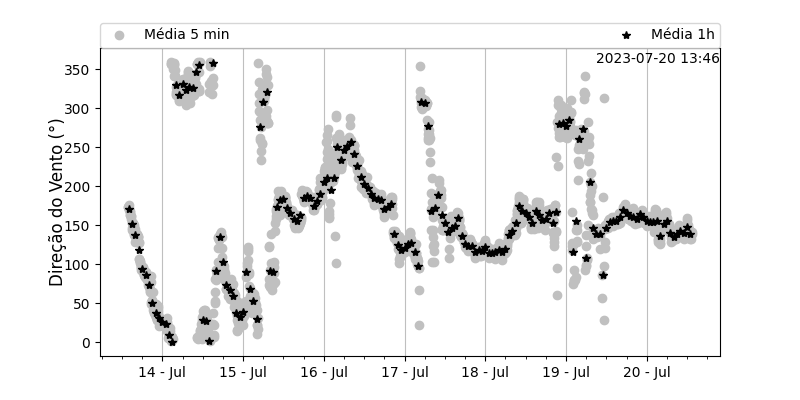 Média 5 min
Média 1h
2023-07-20 13:46
Direção do Vento (°)
350
300
250
200
150
100
50
0
14 - Jul
15 - Jul
16 - Jul
17 - Jul
18 - Jul
19 - Jul
20 - Jul